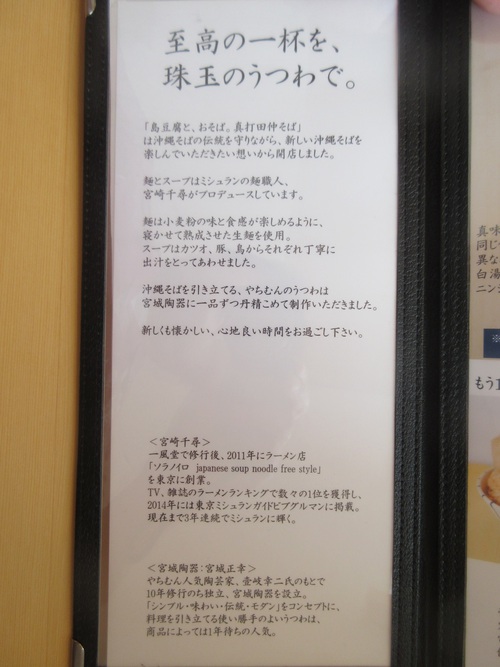 至高の一杯を、
珠玉のうつわで。
「島豆腐と、おそば。真打田仲そば」
は沖縄そばの伝統を守りながら、新しい沖縄そばを
楽しんでいただきたい想いから開店しました。
麺とスープはミシュランの麺職人、
宮崎千尋がプロデュースしています。
麺は小麦粉の味と食感が楽しめるように、
寝かせて熟成させた生麺を使用。
スープはカツオ、豚、鳥からそれぞれ丁寧に
出汁をとってあわせました。
沖縄そばを引き立てる、やちむんのうつわは
宮城陶器に一品ずつ丹精こめて制作いただきました。
新しくも懐かしい、心地良い時間をお過ごし下さい。
＜宮崎千尋＞
一風堂で修行後、2011年にラーメン店
「ソラノイロ japanese soup noodle free style」
を東京に創業。
TV、雑誌のラーメンランキングで数々の1位を獲得し、
2014年には東京ミシュランガイドビブグルマンに掲載。
現在まで3年連続でミシュランに輝く。
＜宮城陶器：宮城正幸＞
やちむん人気陶芸家、壹岐幸二氏のもとで
10年修行のち独立、宮城陶器を設立。
「シンプル・味わい・伝統・モダン」をコンセプトに、
料理を引き立てる使い勝手のよいうつわは、
商品によっては1年待ちの人気。
真味
同じ
異な
白湯
ニンニ
※
もう1